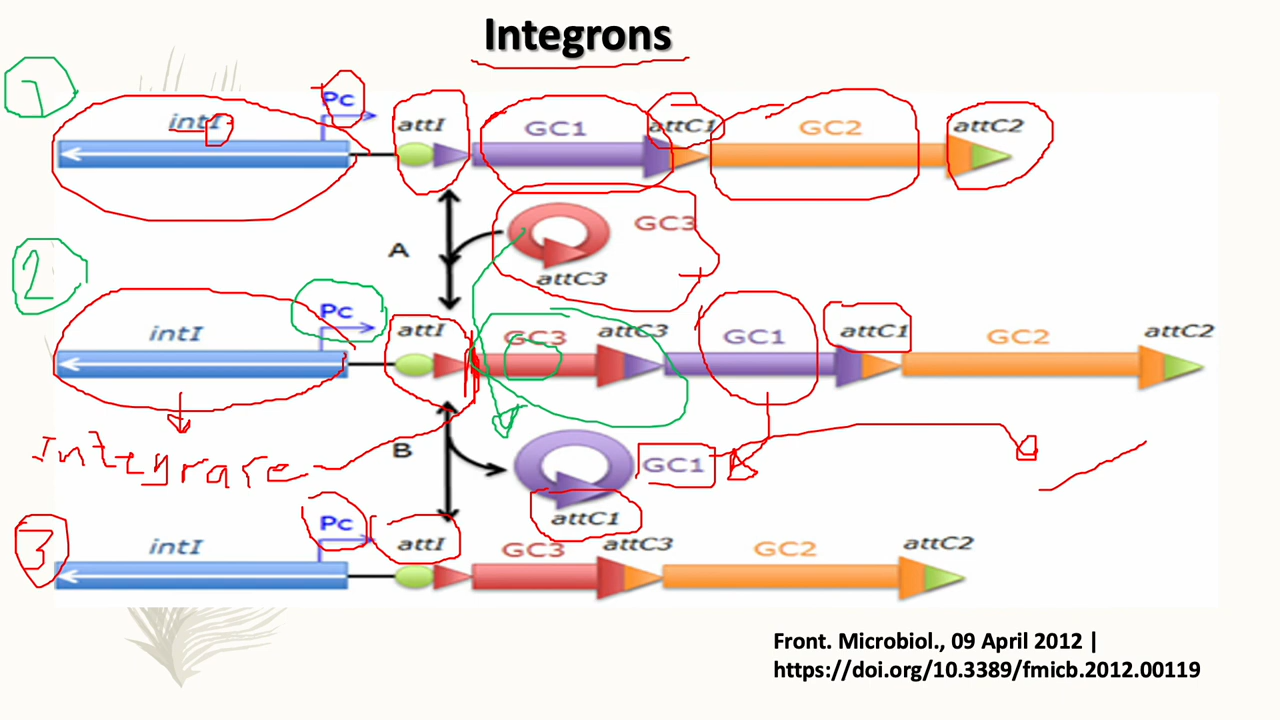 Integrons
1
Pc
intI
attI
GC1
attC1
GC2
attC2
GC3
A
attC3
2
Pc
intI
attI
GC3
attC3
GC1
attC1
GC2
attC2
Integrase
B
GC1
attC1
3
Pc
intI
attI
GC3
attC3
GC2
attC2
Front. Microbiol., 09 April 2012 |
https://doi.org/10.3389/fmicb.2012.00119